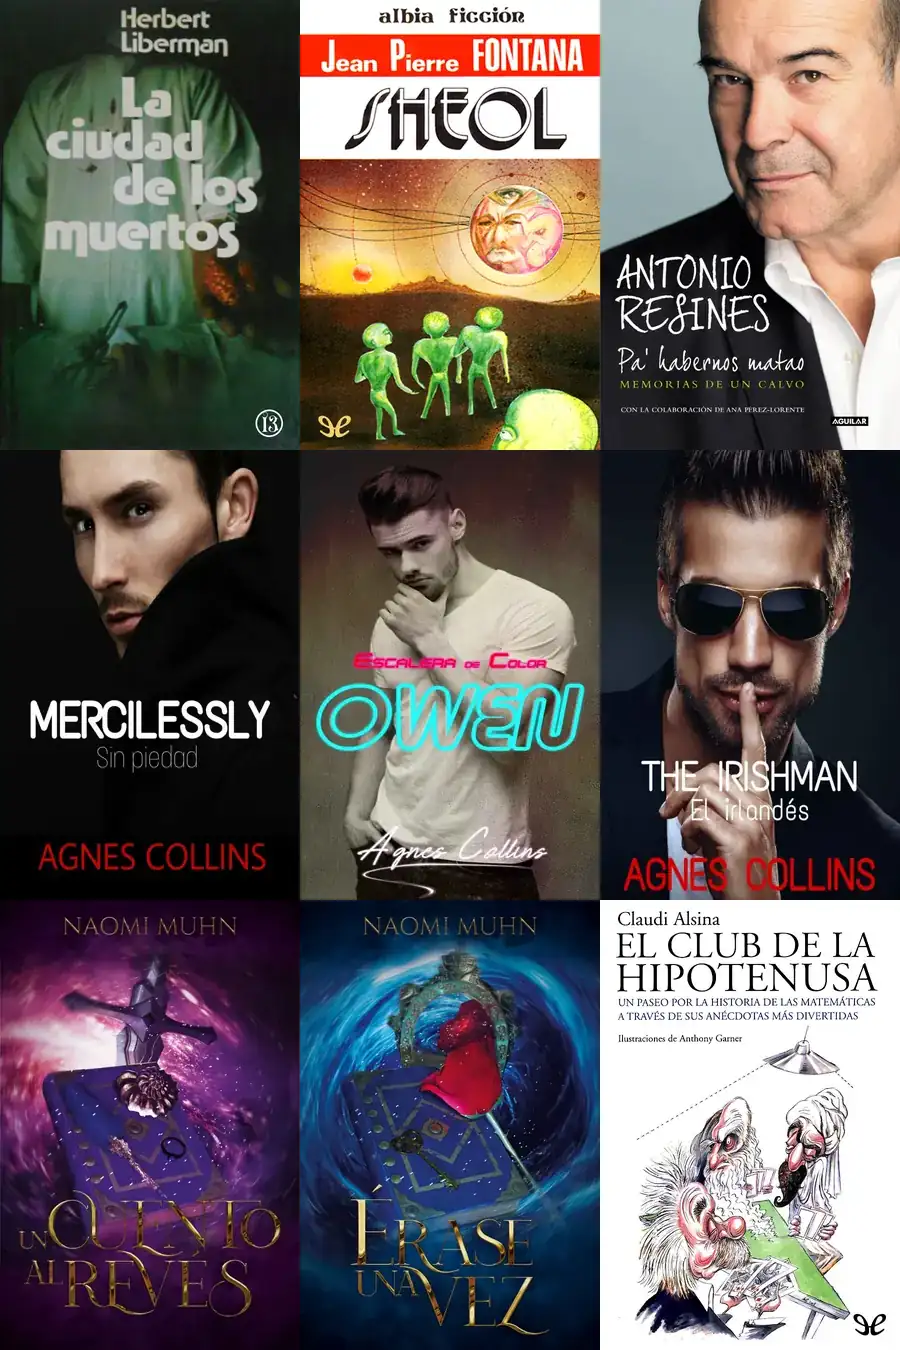 Herbert
Liberman
La
ciudad
de los
muertos
13
albia ficción
Jean Pierre FONTANA
SHEOL
ANTONIO
RESINES
Pa' habernos matao
MEMORIAS DE UN CALVO
CON LA COLABORACIÓN DE ANA PEREZ-LORENTE
AGUILAR
MERCILESSLY
Sin piedad
AGNES COLLINS
ESCALERA DE COLOR
OWEN
Agnes Collins
THE IRISHMAN
El irlandés
AGNES COLLINS
NAOMI MUHN
UN CUENTO
AL REVÉS
NAOMI MUHN
ÉRASE
UNA VEZ
Claudi Alsina
EL CLUB DE LA
HIPOTENUSA
UN PASEO POR LA HISTORIA DE LAS MATEMÁTICAS
A TRAVÉS DE SUS ANÉCDOTAS MÁS DIVERTIDAS
Ilustraciones de Anthony Garner